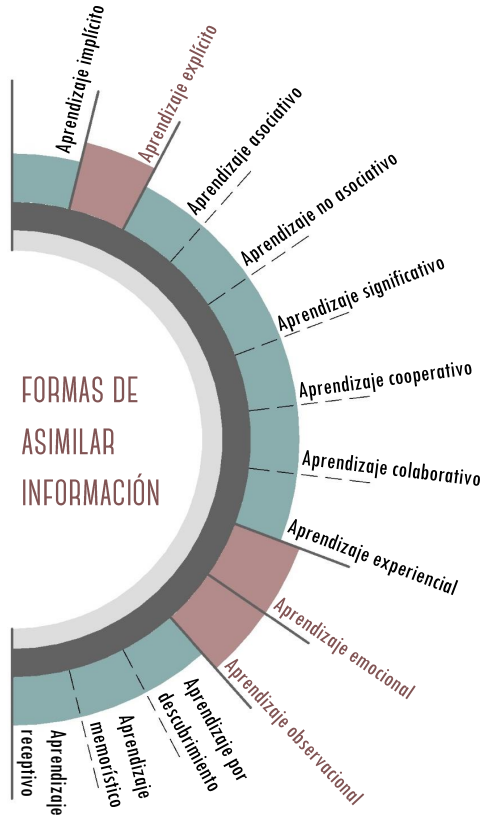 Aprendizaje implícito
Aprendizaje explícito
Aprendizaje asociativo
Aprendizaje no asociativo
Aprendizaje significativo
Aprendizaje cooperativo
Aprendizaje colaborativo
Aprendizaje experiencial
Aprendizaje emocional
Aprendizaje observacional
Aprendizaje por
descubrimiento
Aprendizaje
memorístico
Aprendizaje
receptivo
FORMAS DE
ASIMILAR
INFORMACIÓN